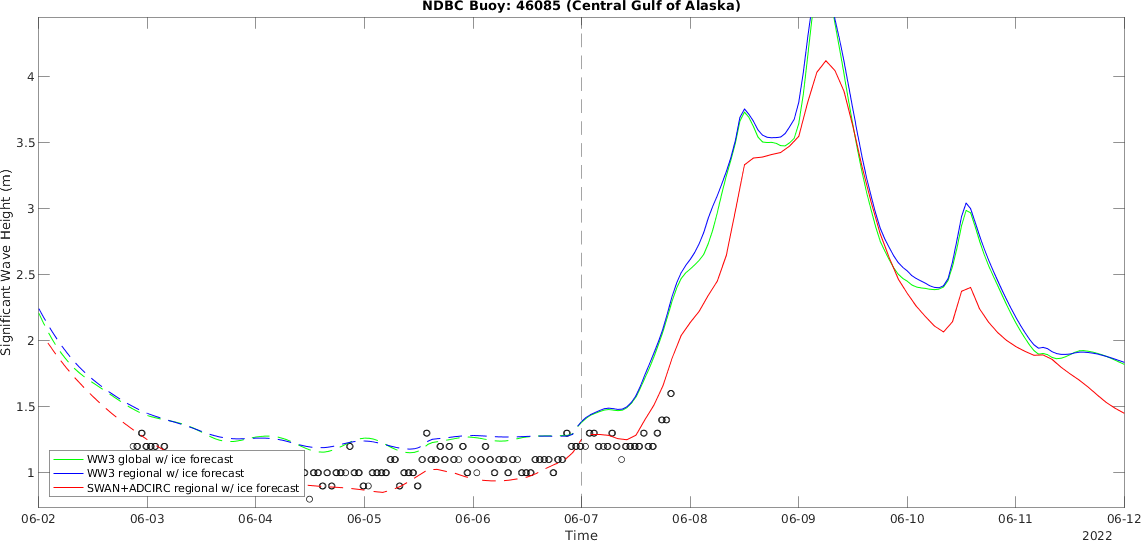 NDBC Buoy: 46085 (Central Gulf of Alaska)
Significant Wave Height (m)
4
3.5
3
2.5
2
1.5
1
WW3 global w/ ice forecast
WW3 regional w/ ice forecast
SWAN+ADCIRC regional w/ ice forecast
06-02 06-03 06-04 06-05 06-06 06-07 06-08 06-09 06-10 06-11 06-12
Time
2022